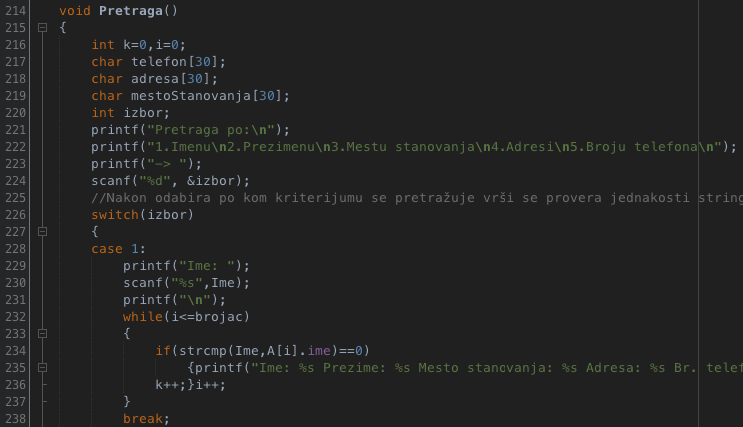 214 void Pretraga()
215 {
216 int k=0,i=0;
217 char telefon[30];
218 char adresa[30];
219 char mestoStanovanja[30];
220 int izbor;
221 printf("Pretraga po:\n");
222 printf("1.Imenu\n2.Prezimenu\n3.Mestu stanovanja\n4.Adresi\n5.Broju telefona\n");
223 printf("-> ");
224 scanf("%d", &izbor);
225 //Nakon odabira po kom kriterijumu se pretražuje vrši se provera jednakosti string
226 switch(izbor)
227 {
228 case 1:
229 printf("Ime: ");
230 scanf("%s",Ime);
231 printf("\n");
232 while(i<=brojac)
233 {
234 if(strcmp(Ime,A[i].ime)==0)
235 {printf("Ime: %s Prezime: %s Mesto stanovanja: %s Adresa: %s Br. telef
236 k++;}i++;
237 }
238 break;